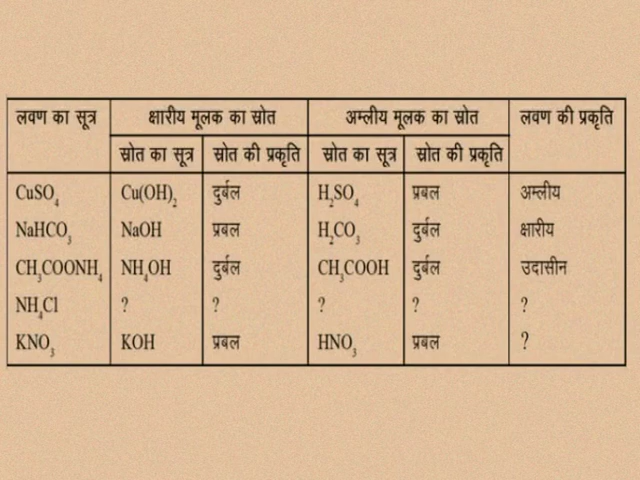 लवण का सूत्र क्षारीय मूलक का स्रोत अम्लीय मूलक का स्रोत लवण की प्रकृति
स्रोत का सूत्र स्रोत की प्रकृति स्रोत का सूत्र स्रोत की प्रकृति
CuSO₄ Cu(OH)₂ दुर्बल H₂SO₄ प्रबल अम्लीय
NaHCO₃ NaOH प्रबल H₂CO₃ दुर्बल क्षारीय
CH₃COONH₄ NH₄OH दुर्बल CH₃COOH दुर्बल उदासीन
NH₄Cl ? ? ? ? ?
KNO₃ KOH प्रबल HNO₃ प्रबल ?